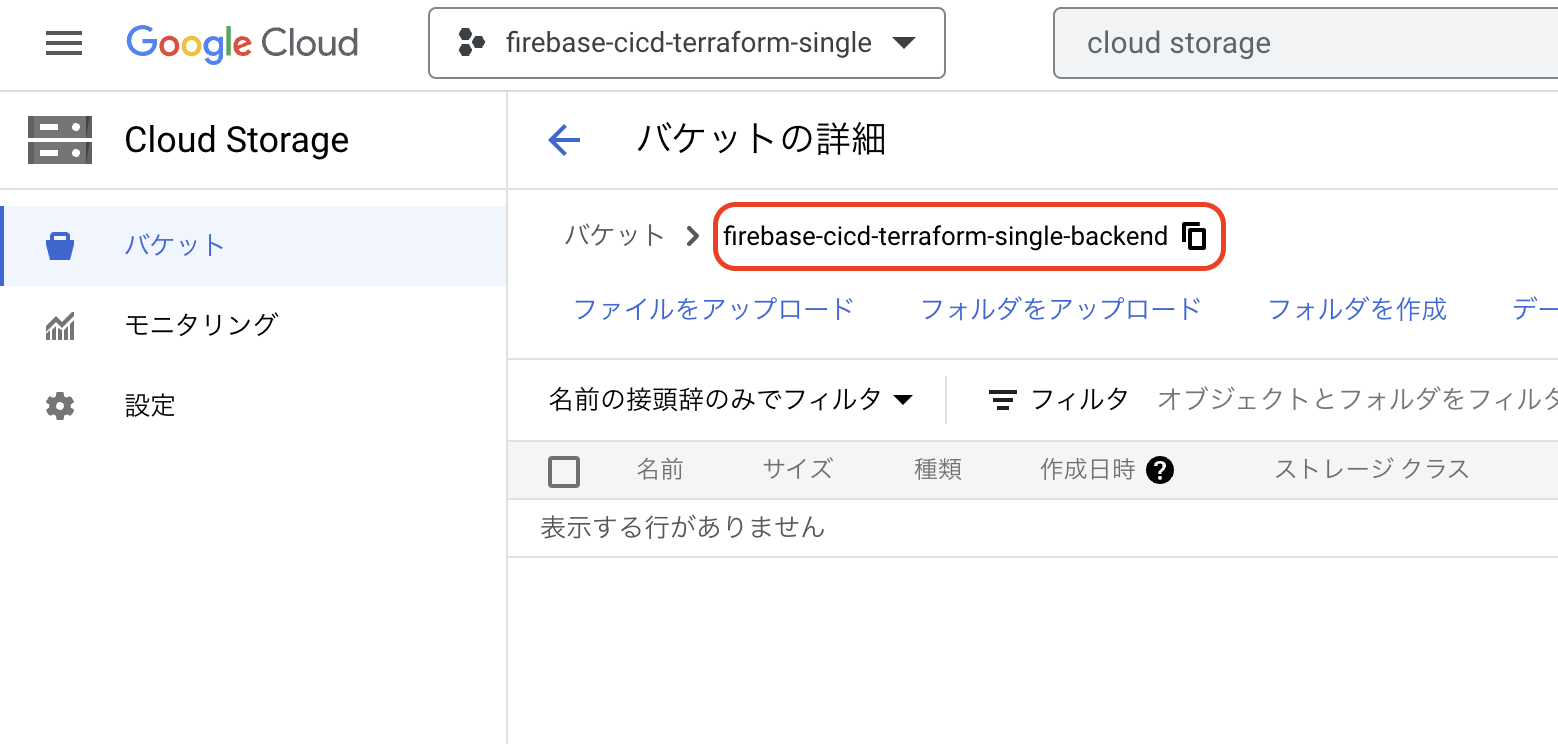 Google Cloud firebase-cicd-terraform-single cloud storage
Cloud Storage
バケットの詳細
バケット
モニタリング
設定
バケット firebase-cicd-terraform-single-backend
ファイルをアップロード フォルダをアップロード フォルダを作成 デー
名前の接頭辞のみでフィルタ フィルタ オブジェクトとフォルダをフィルタ
名前 サイズ 種類 作成日時 ? ストレージ クラス
表示する行がありません